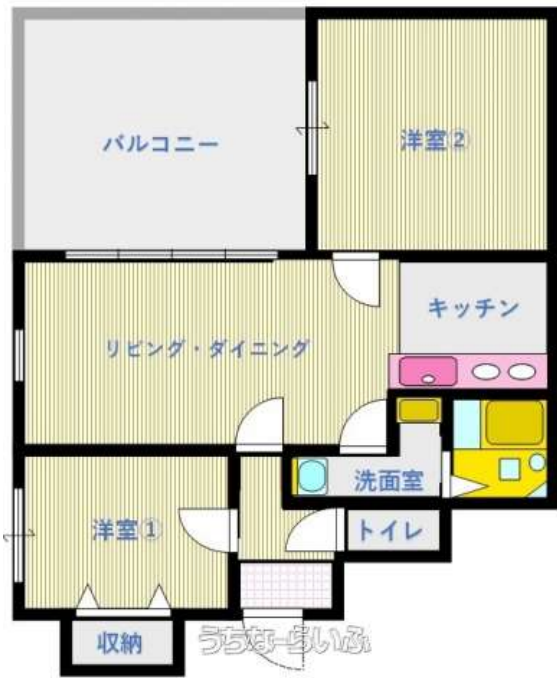 バルコニー
洋室②
キッチン
リビング・ダイニング
洗面室
洋室①
トイレ
収納
うちなーらいふ